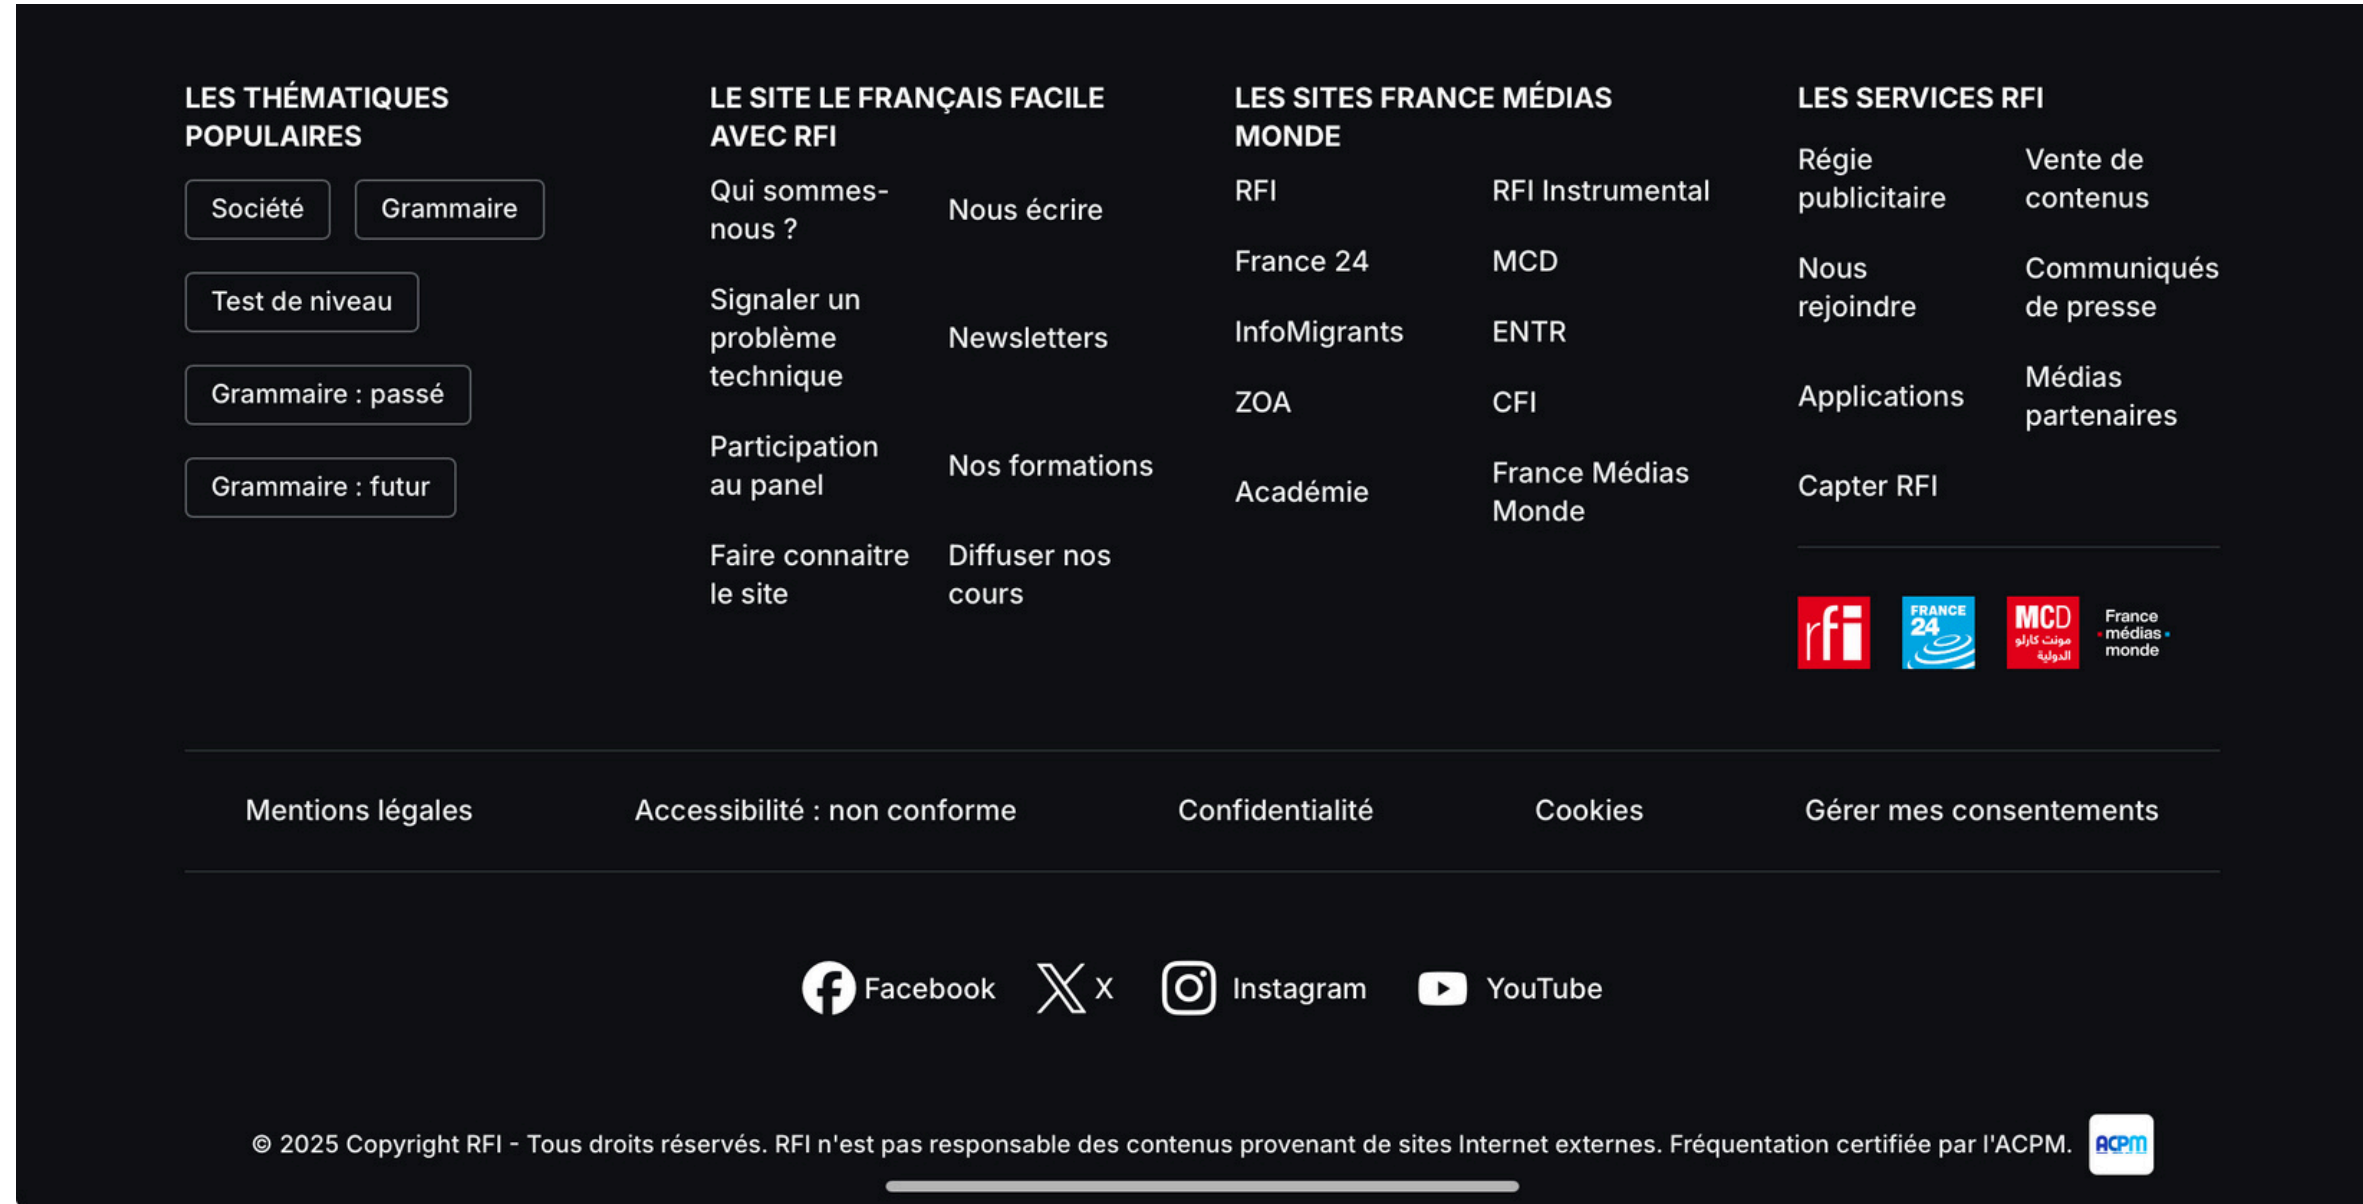 LES THÉMATIQUES
POPULAIRES
Société
Grammaire
Test de niveau
Grammaire : passé
Grammaire : futur
LE SITE LE FRANÇAIS FACILE
AVEC RFI
Qui sommes-
nous ?
Nous écrire
Signaler un
problème
technique
Newsletters
Participation
au panel
Nos formations
Faire connaitre
le site
Diffuser nos
cours
LES SITES FRANCE MÉDIAS
MONDE
RFI
RFI Instrumental
France 24
MCD
InfoMigrants
ENTR
ZOA
CFI
Académie
France Médias
Monde
LES SERVICES RFI
Régie
publicitaire
Vente de
contenus
Nous
rejoindre
Communiqués
de presse
Applications
Médias
partenaires
Capter RFI
rfi
FRANCE
24
MCD
مونت كارلو
الدولية
France
médias
monde
Mentions légales
Accessibilité : non conforme
Confidentialité
Cookies
Gérer mes consentements
Facebook
X
Instagram
YouTube
© 2025 Copyright RFI - Tous droits réservés. RFI n'est pas responsable des contenus provenant de sites Internet externes. Fréquentation certifiée par l'ACPM.
ACPM